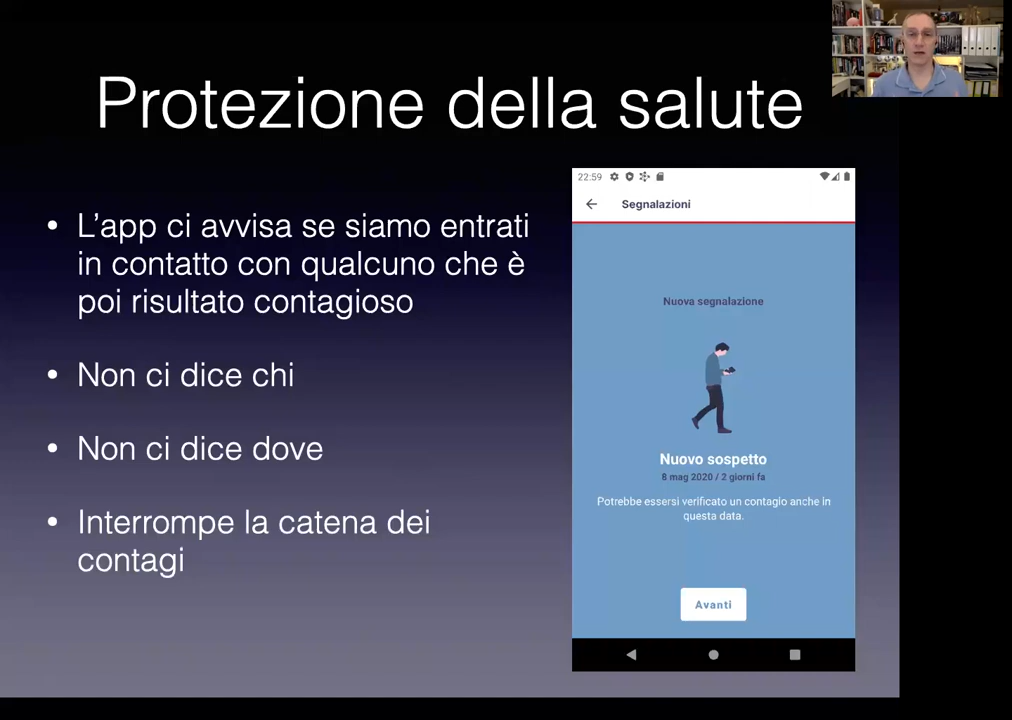 Protezione della salute
• L’app ci avvisa se siamo entrati
in contatto con qualcuno che è
poi risultato contagioso
• Non ci dice chi
• Non ci dice dove
• Interrompe la catena dei
contagi
22:59
Segnalazioni
Nuova segnalazione
Nuovo sospetto
8 mag 2020 / 2 giorni fa
Potrebbe essersi verificato un contagio anche in
questa data.
Avanti